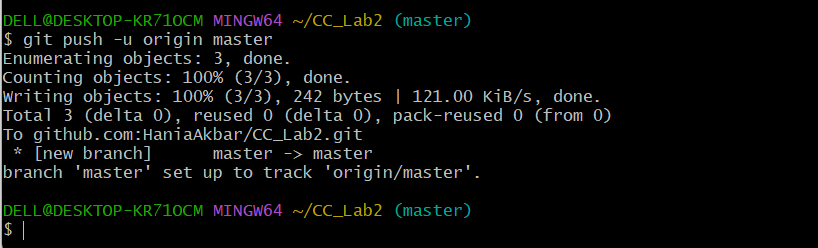 DELL@DESKTOP-KR71OCM MINGW64 ~/CC_Lab2 (master)
$ git push -u origin master
Enumerating objects: 3, done.
Counting objects: 100% (3/3), done.
Writing objects: 100% (3/3), 242 bytes | 121.00 KiB/s, done.
Total 3 (delta 0), reused 0 (delta 0), pack-reused 0 (from 0)
To github.com:HaniaAkbar/CC_Lab2.git
 * [new branch]      master -> master
branch 'master' set up to track 'origin/master'.
DELL@DESKTOP-KR71OCM MINGW64 ~/CC_Lab2 (master)
$